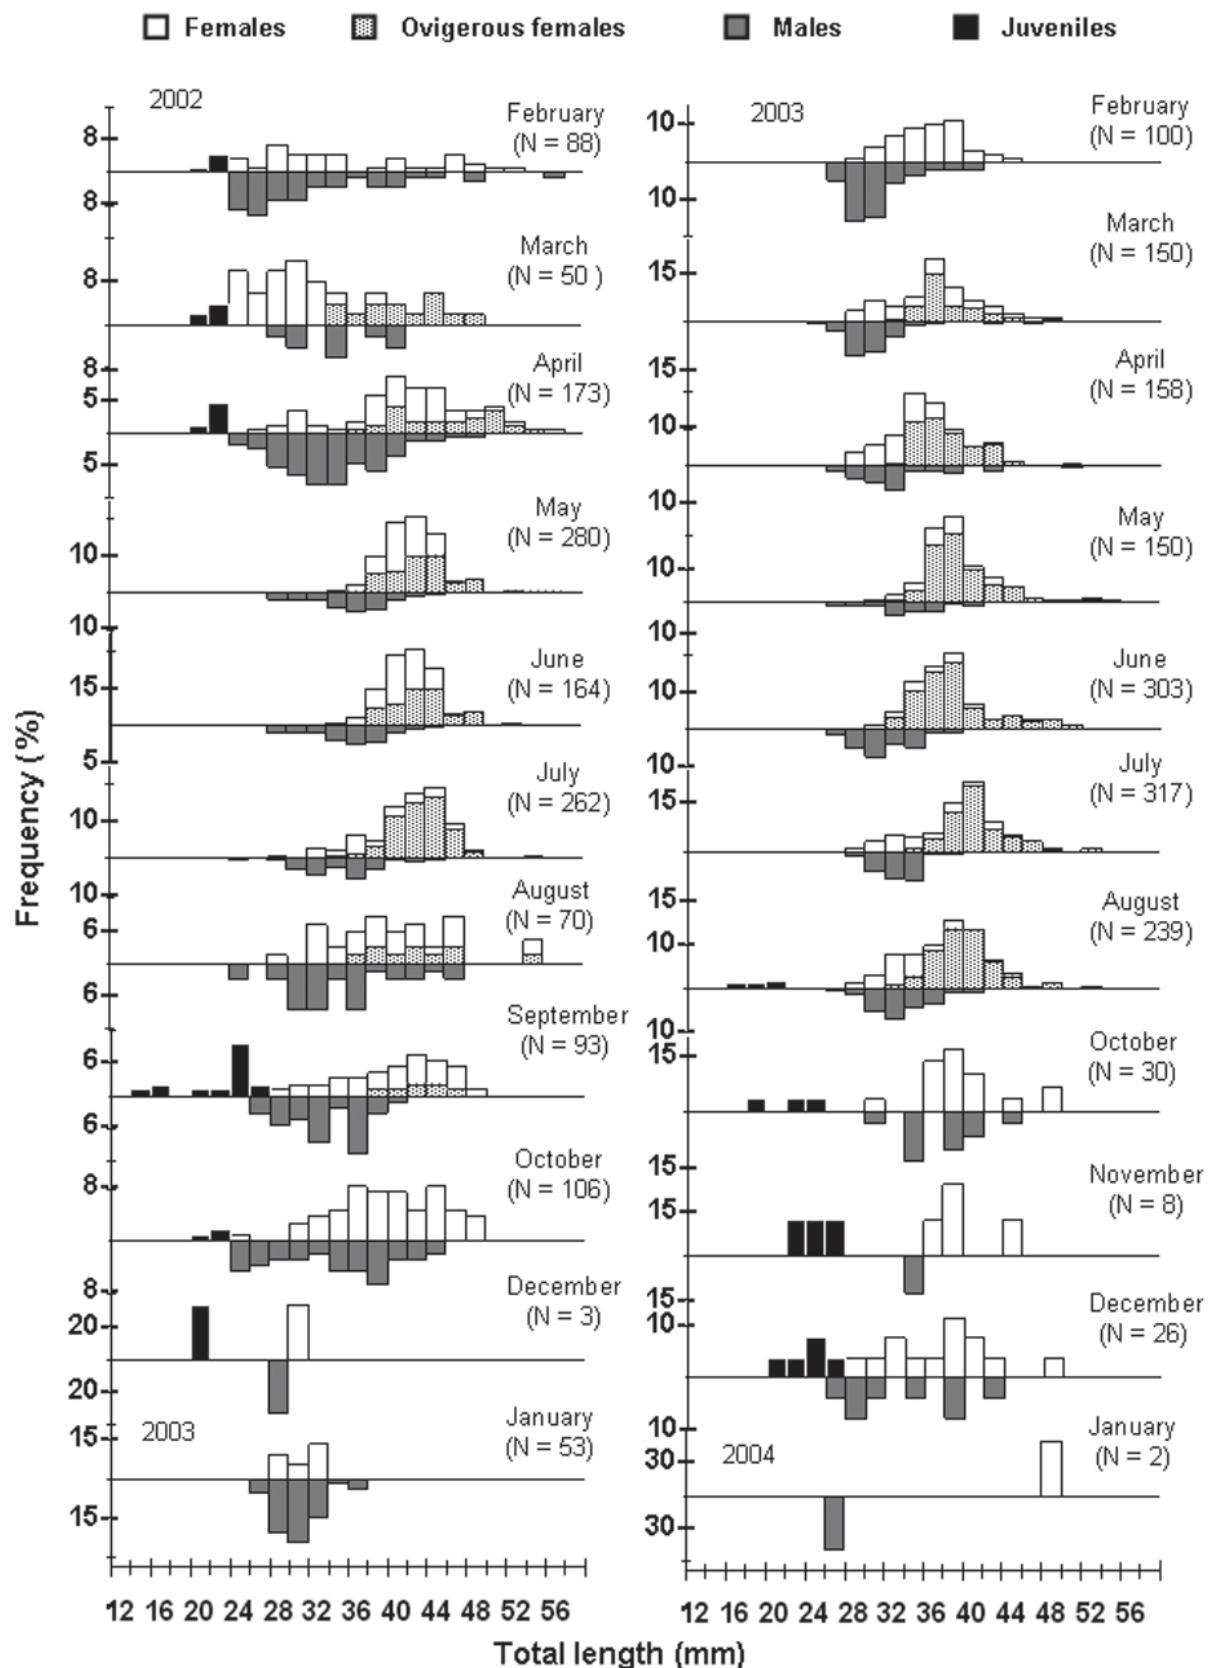 Females Ovigerous females Males Juveniles
2002
February
(N = 88)
8
8
March
(N = 50 )
8
8
April
(N = 173)
5
5
May
(N = 280)
10
10
June
(N = 164)
15
5
July
(N = 262)
10
10
August
(N = 70)
6
6
September
(N = 93)
6
6
October
(N = 106)
8
8
December
(N = 3)
20
20
2003
January
(N = 53)
15
15
12 16 20 24 28 32 36 40 44 48 52 56
2003
February
(N = 100)
10
10
March
(N = 150)
15
15
April
(N = 158)
10
10
May
(N = 150)
10
10
June
(N = 303)
10
10
July
(N = 317)
15
15
August
(N = 239)
10
10
October
(N = 30)
15
15
November
(N = 8)
15
15
December
(N = 26)
10
10
2004
January
(N = 2)
30
30
12 16 20 24 28 32 36 40 44 48 52 56
Frequency (%)
Total length (mm)